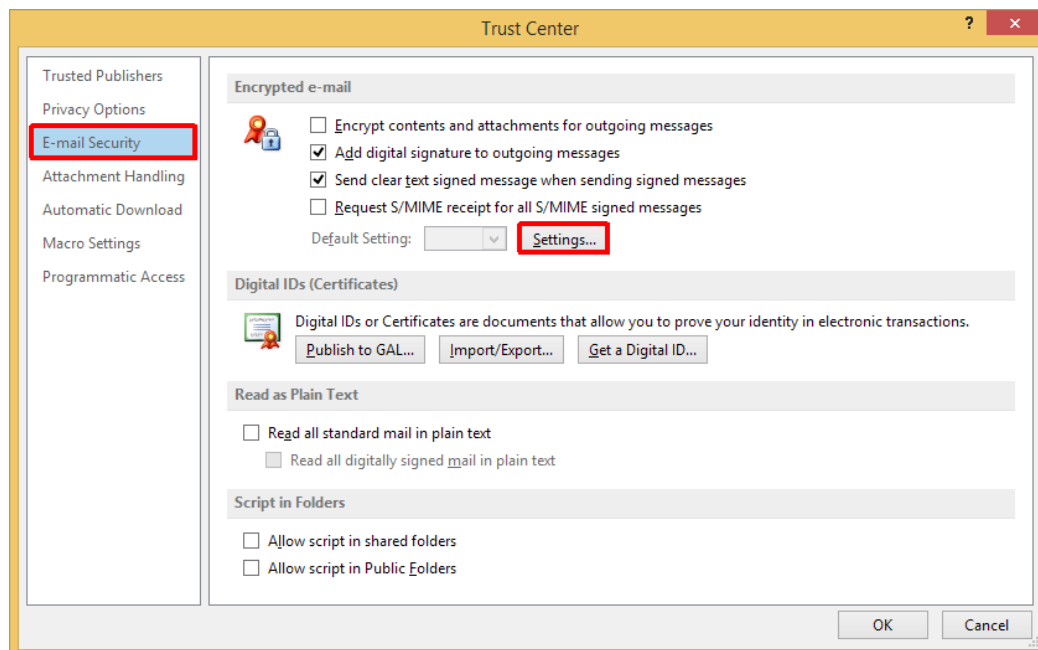 Trust Center
?
×
Trusted Publishers
Privacy Options
E-mail Security
Attachment Handling
Automatic Download
Macro Settings
Programmatic Access
Encrypted e-mail
Encrypt contents and attachments for outgoing messages
Add digital signature to outgoing messages
Send clear text signed message when sending signed messages
Request S/MIME receipt for all S/MIME signed messages
Default Setting:
Settings...
Digital IDs (Certificates)
Digital IDs or Certificates are documents that allow you to prove your identity in electronic transactions.
Publish to GAL... Import/Export... Get a Digital ID...
Read as Plain Text
Read all standard mail in plain text
Read all digitally signed mail in plain text
Script in Folders
Allow script in shared folders
Allow script in Public Folders
OK Cancel